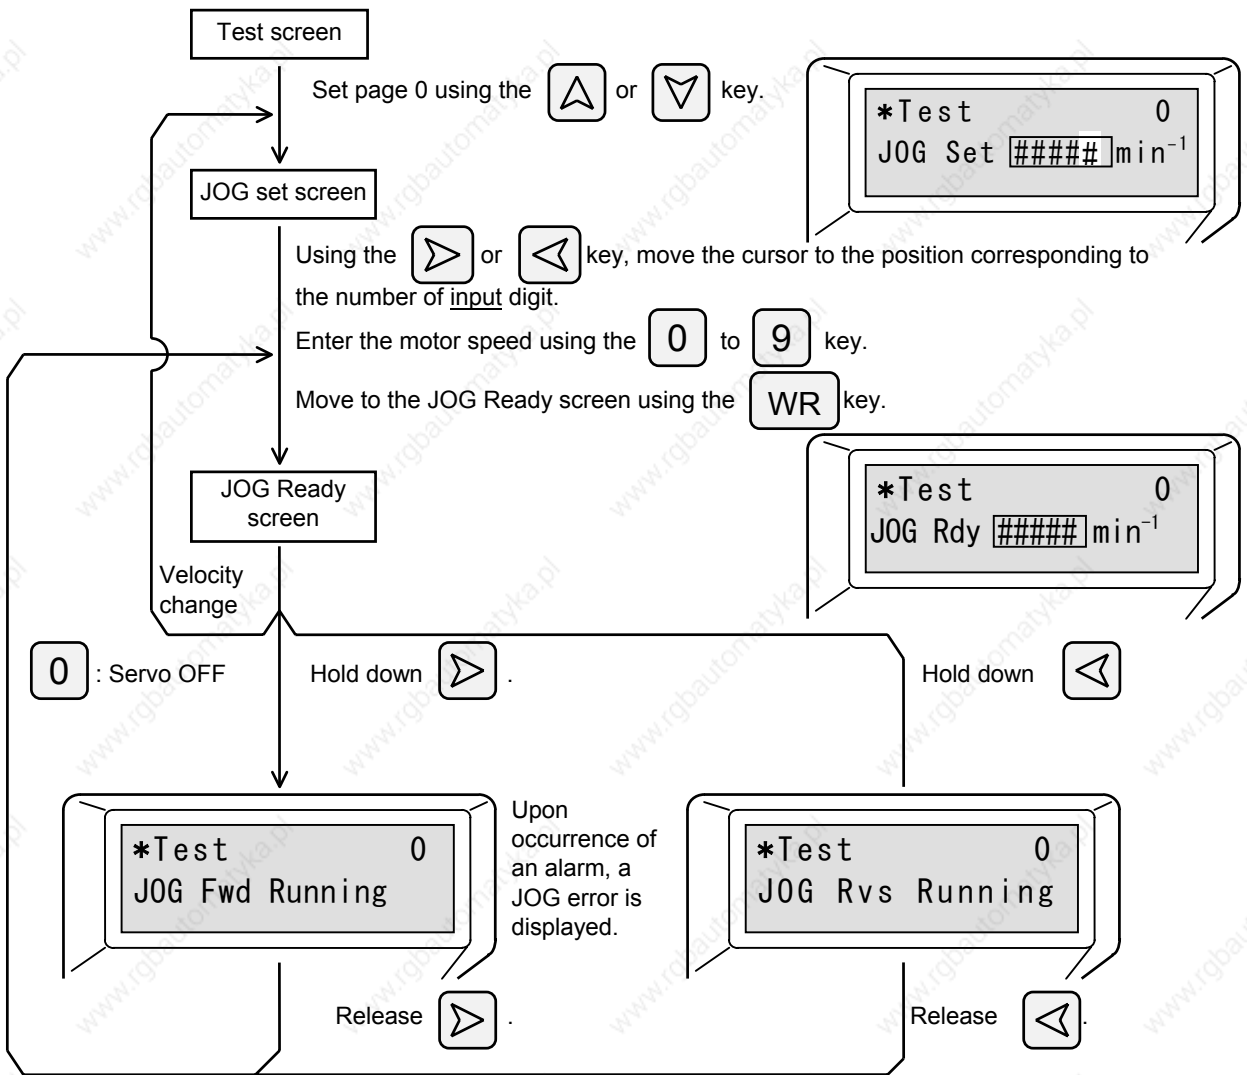 Test screen
Set page 0 using the or key.
*Test 0
JOG Set ##### min⁻¹
JOG set screen
Using the or key, move the cursor to the position corresponding to
the number of input digit.
Enter the motor speed using the 0 to 9 key.
Move to the JOG Ready screen using the WR key.
JOG Ready
screen
*Test 0
JOG Rdy ##### min⁻¹
Velocity
change
0 : Servo OFF
Hold down .
Hold down
*Test 0
JOG Fwd Running
Upon
occurrence of
an alarm, a
JOG error is
displayed.
*Test 0
JOG Rvs Running
Release .
Release .
www.rgbautomatyka.pl